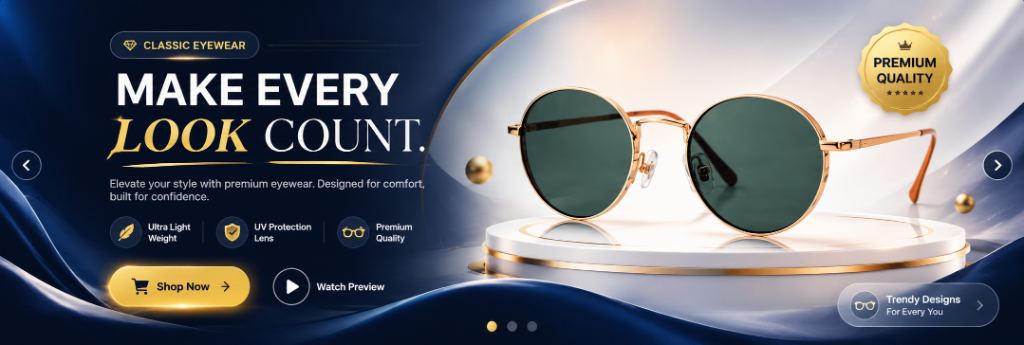 CLASSIC EYEWEAR
MAKE EVERY
LOOK COUNT.
Elevate your style with premium eyewear. Designed for comfort,
built for confidence.
Ultra Light
Weight
UV Protection
Lens
Premium
Quality
Shop Now
Watch Preview
PREMIUM
QUALITY
Trendy Designs
For Every You